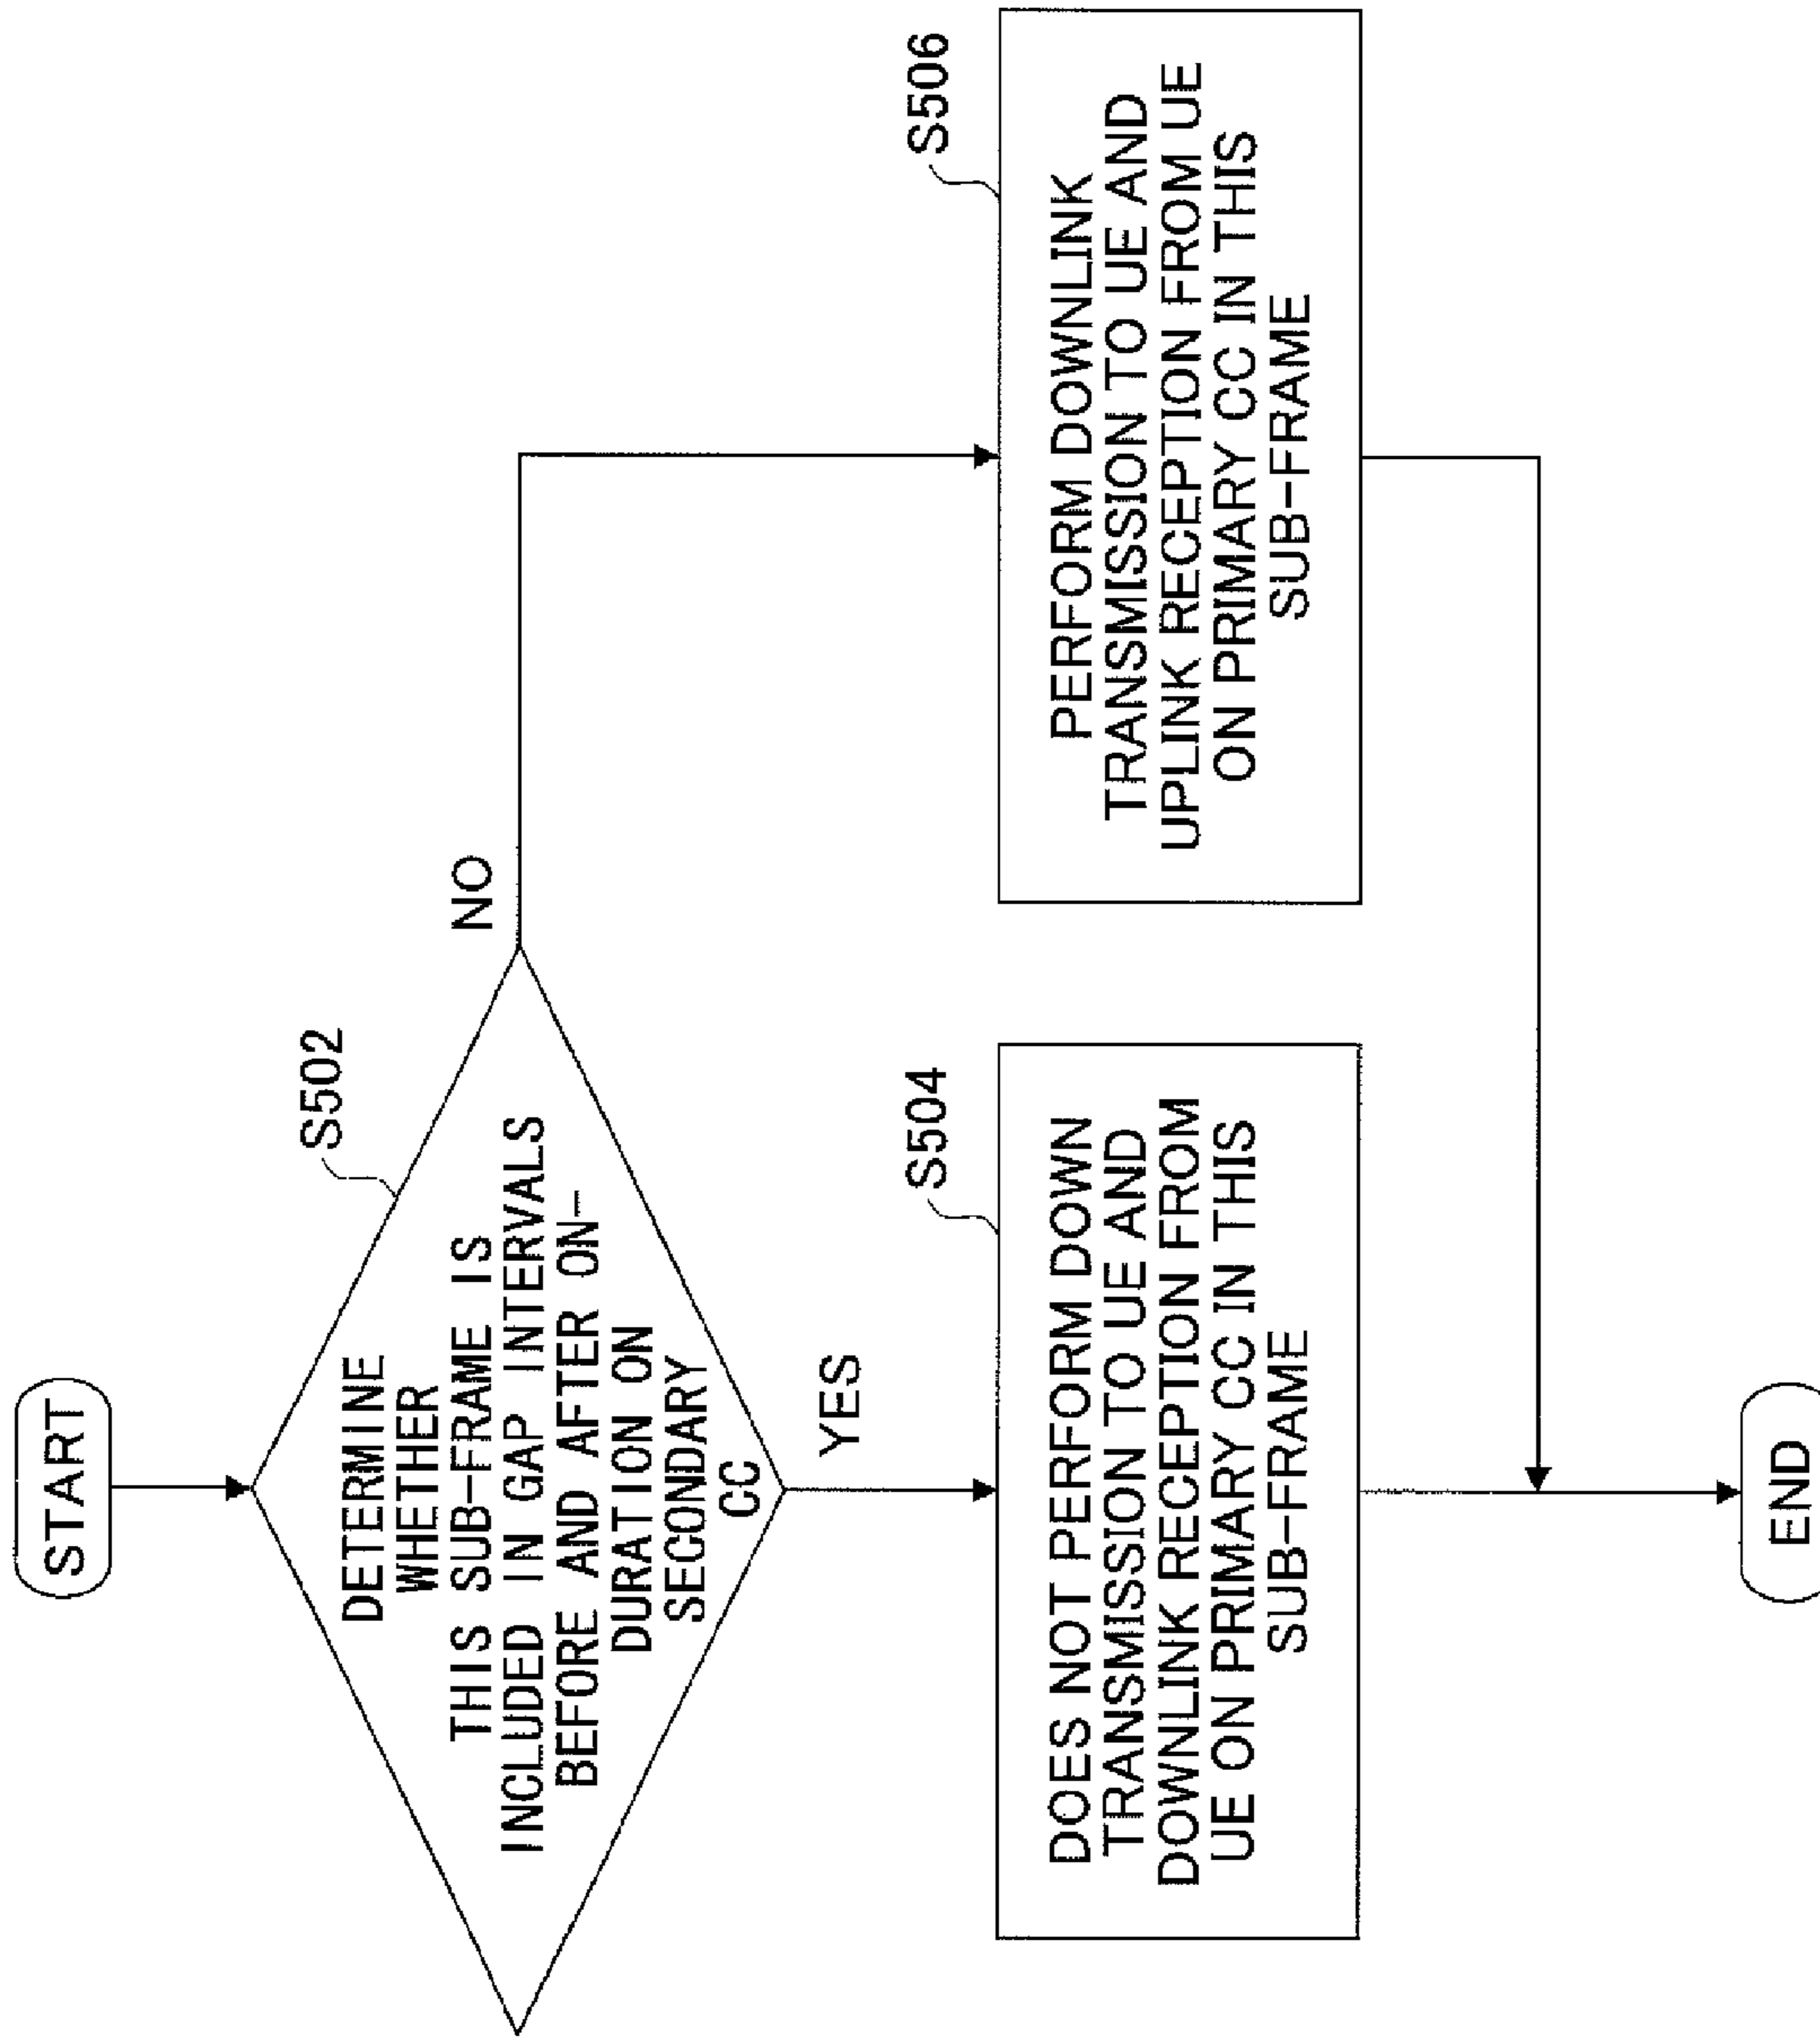 START
S502
DETERMINE
WHETHER
THIS SUB-FRAME IS
INCLUDED IN GAP INTERVALS
BEFORE AND AFTER ON-
DURATION ON
SECONDARY
CC
NO
YES
S504
DOES NOT PERFORM DOWN
TRANSMISSION TO UE AND
DOWNLINK RECEPTION FROM
UE ON PRIMARY CC IN THIS
SUB-FRAME
S506
PERFORM DOWNLINK
TRANSMISSION TO UE AND
UPLINK RECEPTION FROM UE
ON PRIMARY CC IN THIS
SUB-FRAME
END